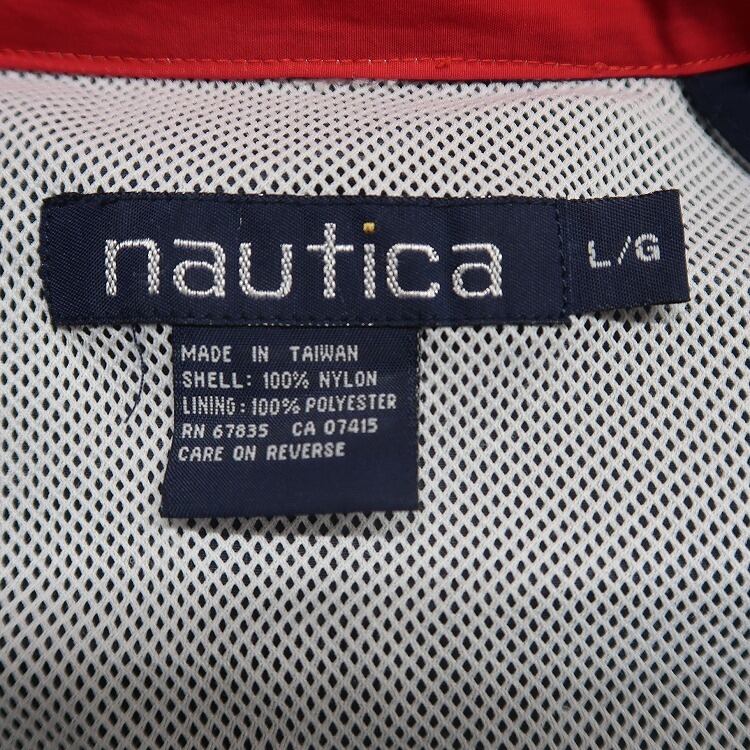 nautica
L/G
MADE IN TAIWAN
SHELL: 100% NYLON
LINING: 100% POLYESTER
RN 67835 CA 07415
CARE ON REVERSE